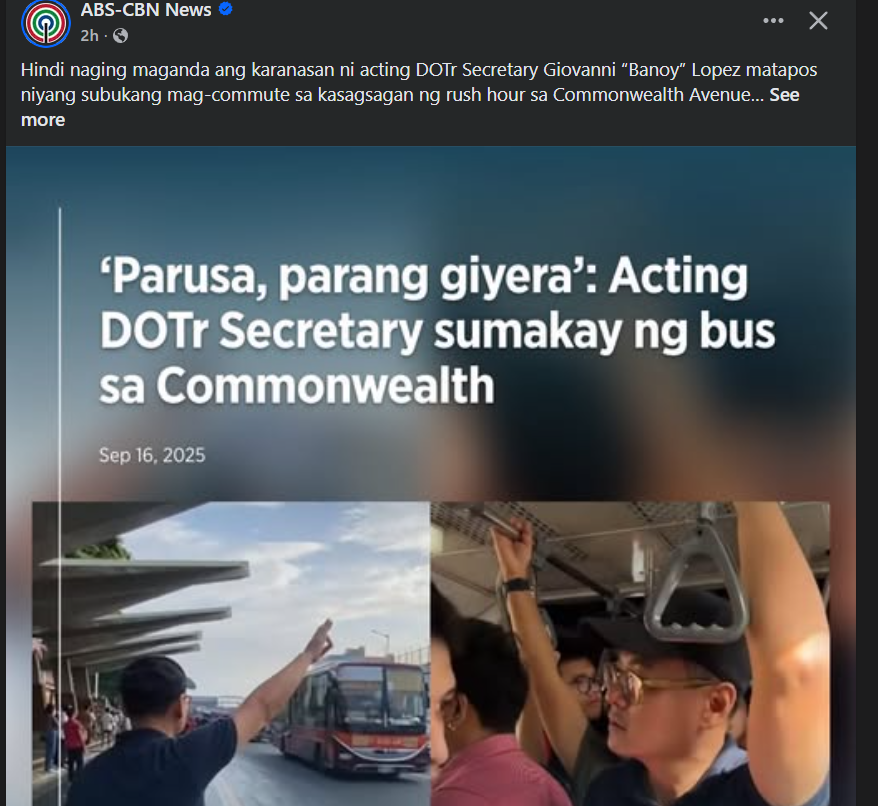 ABS-CBN News
2h ·
Hindi naging maganda ang karanasan ni acting DOTr Secretary Giovanni “Banoy” Lopez matapos
niyang subukang mag-commute sa kasagsagan ng rush hour sa Commonwealth Avenue... See
more
‘Parusa, parang giyera’: Acting
DOTr Secretary sumakay ng bus
sa Commonwealth
Sep 16, 2025